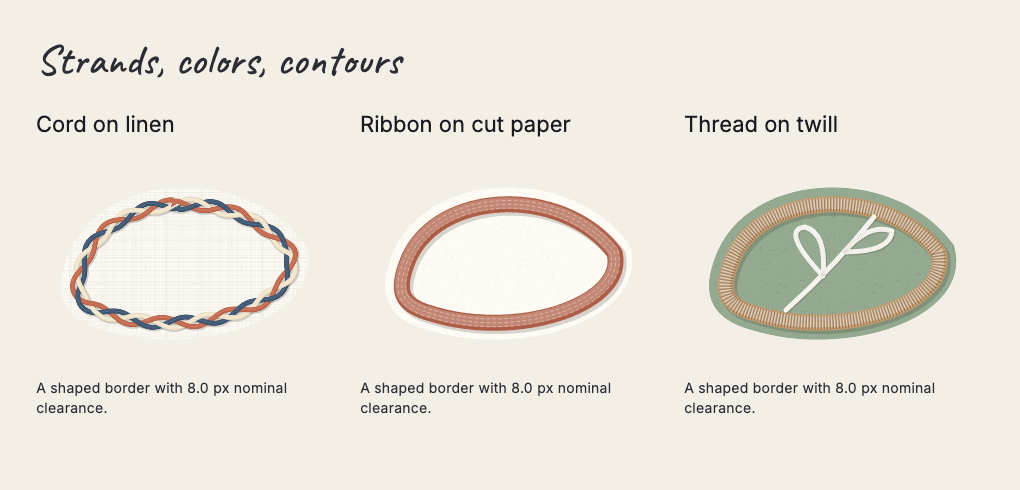 Strands, colors, contours
Cord on linen
Ribbon on cut paper
Thread on twill
A shaped border with 8.0 px nominal
clearance.
A shaped border with 8.0 px nominal
clearance.
A shaped border with 8.0 px nominal
clearance.